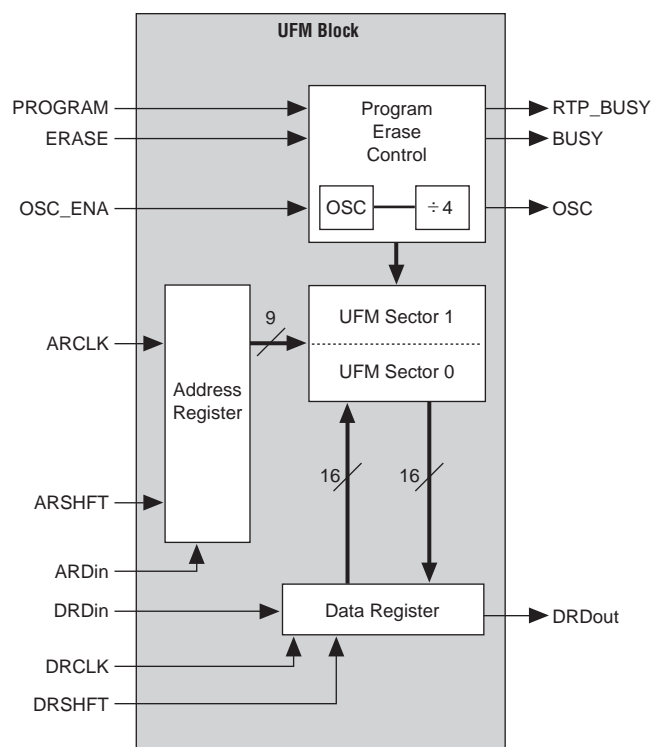 UFM Block
PROGRAM
ERASE
OSC_ENA
Program
Erase
Control
OSC
÷ 4
RTP_BUSY
BUSY
OSC
ARCLK
ARSHFT
ARDin
Address
Register
9
UFM Sector 1
UFM Sector 0
16
16
DRDin
DRCLK
DRSHFT
Data Register
DRDout